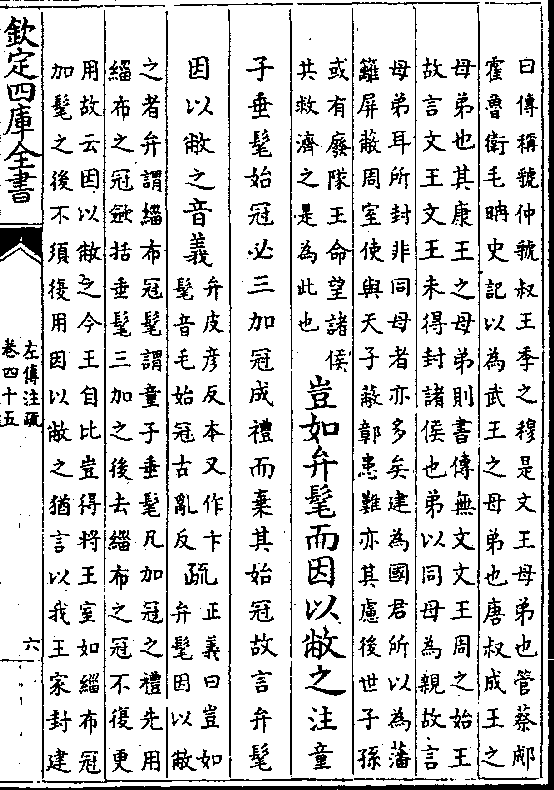 曰傳稱虢仲虢叔王季之穆是文王母弟也管蔡郕
霍魯衛毛聃史記以為武王之母弟也唐叔成王之
母弟也其康王之母弟則書傳無文文王周之始王
故言文王文王未得封諸侯也弟以同母為親故言
母弟耳所封非同母者亦多矣建為國君所以為藩
籬屏蔽周室使與天子蔽鄣患難亦其慮後世子孫
或有廢隊王命望諸侯
共救濟之是為此也
豈如弁髦而因以敝之注童
子垂髦始冠必三加冠成禮而棄其始冠故言弁髦
因以敝之音義
弁皮彦反本又作卞
髦音毛始冠古亂反
疏
正義曰豈如
弁髦因以敝
之者弁謂緇布冠髦謂童子垂髦凡加冠之禮先用
緇布之冠斂括垂髦三加之後去緇布之冠不復更
用故云因以敝之今王自比豈得將王室如緇布冠
加髦之後不須復用因以敝之猶言以我王家封建
欽定四庫全書
左傳注疏
卷四十五
六